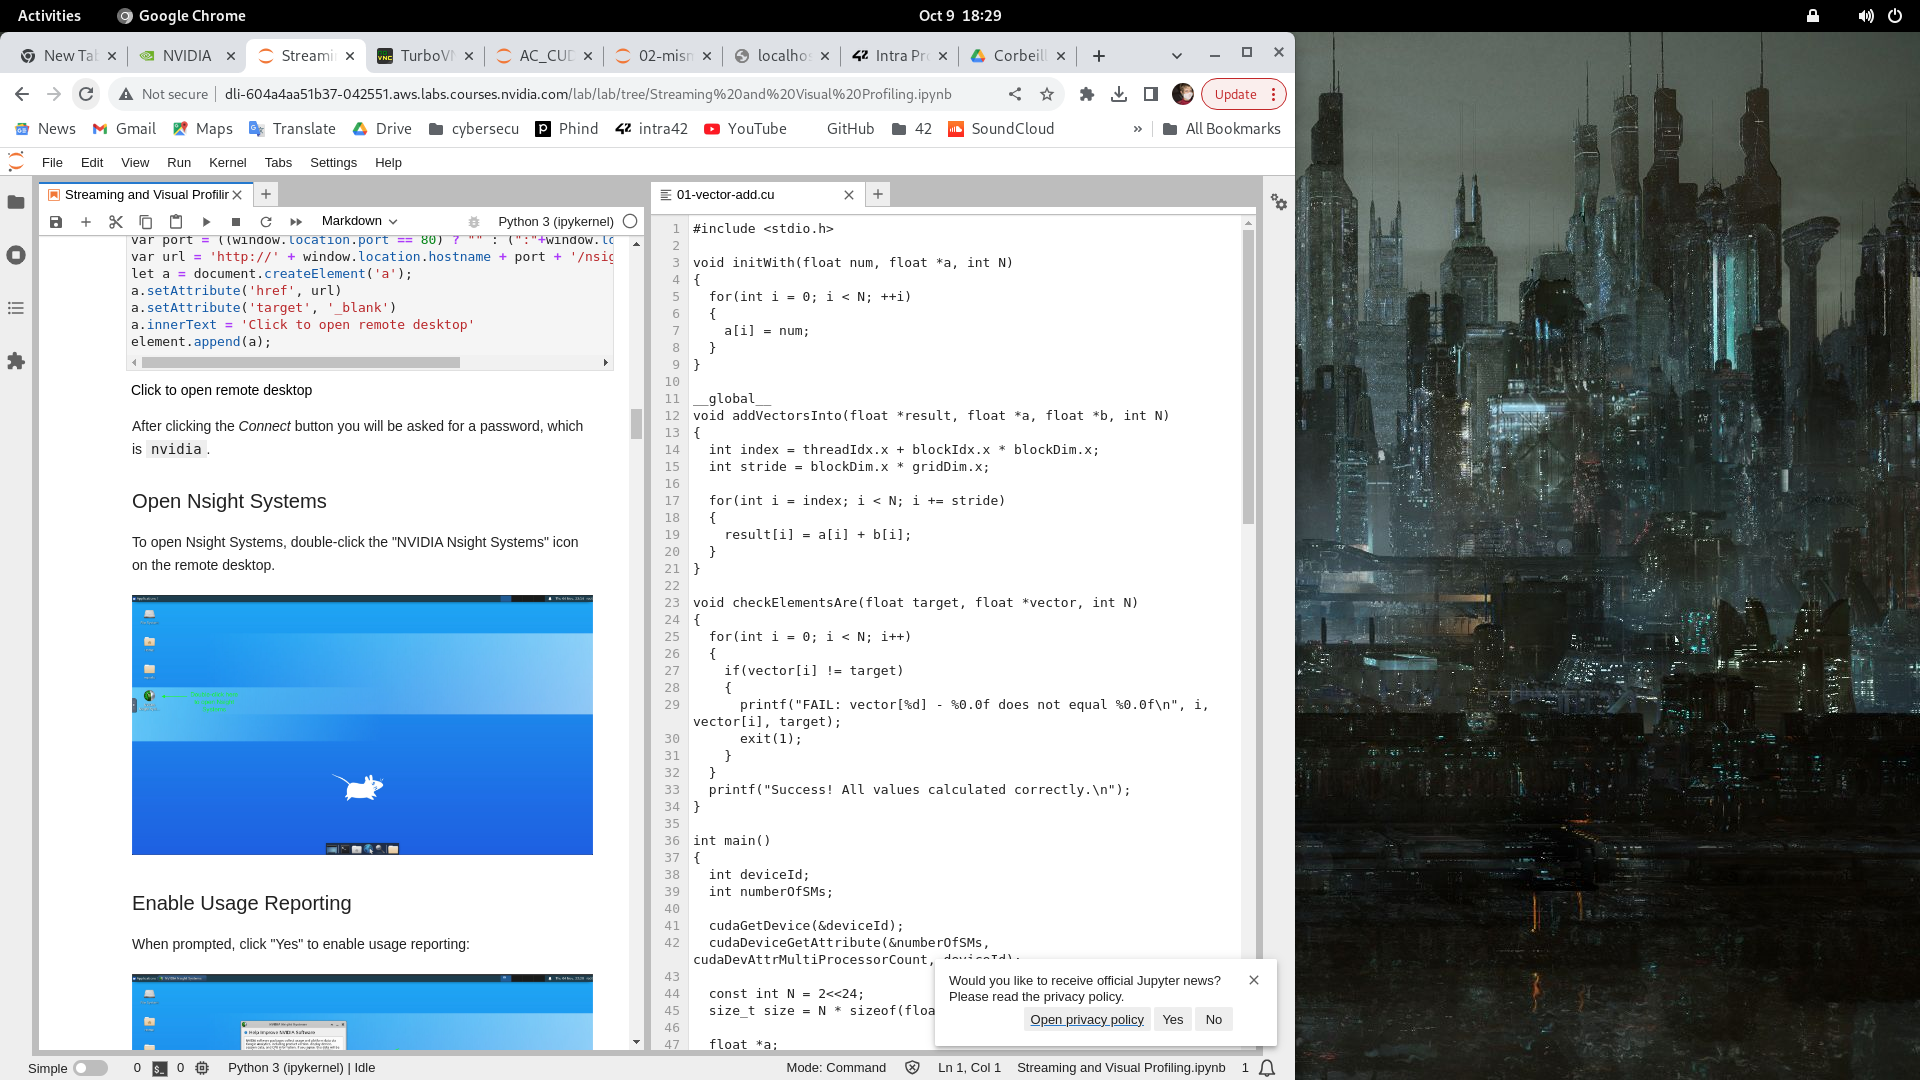 Activities
Google Chrome
Oct 9 18:29
New Ta
NVIDIA
Streami
TurboVN
AC_CUD
02-misn
localhos
Intra Pr
Corbeill
Not secure
dli-604a4aa51b37-042551.aws.labs.courses.nvidia.com/lab/lab/tree/Streaming%20and%20Visual%20Profiling.ipynb
Update
News
Gmail
Maps
Translate
Drive
cybersecu
Phind
intra42
YouTube
GitHub
42
SoundCloud
»
All Bookmarks
File Edit View Run Kernel Tabs Settings Help
Streaming and Visual Profilir
Markdown
Python 3 (ipykernel)
var port = ((window.location.port == 80) ? "" : (":"+window.lo
var url = 'http://' + window.location.hostname + port + '/nsig
let a = document.createElement('a');
a.setAttribute('href', url)
a.setAttribute('target', '_blank')
a.innerText = 'Click to open remote desktop'
element.append(a);
Click to open remote desktop
After clicking the Connect button you will be asked for a password, which
is nvidia .
Open Nsight Systems
To open Nsight Systems, double-click the "NVIDIA Nsight Systems" icon
on the remote desktop.
Enable Usage Reporting
When prompted, click "Yes" to enable usage reporting:
Help Improve NVIDIA Software
01-vector-add.cu
1 #include <stdio.h>
2
3 void initWith(float num, float *a, int N)
4 {
5 for(int i = 0; i < N; ++i)
6 {
7 a[i] = num;
8 }
9 }
10
11 __global__
12 void addVectorsInto(float *result, float *a, float *b, int N)
13 {
14 int index = threadIdx.x + blockIdx.x * blockDim.x;
15 int stride = blockDim.x * gridDim.x;
16
17 for(int i = index; i < N; i += stride)
18 {
19 result[i] = a[i] + b[i];
20 }
21 }
22
23 void checkElementsAre(float target, float *vector, int N)
24 {
25 for(int i = 0; i < N; i++)
26 {
27 if(vector[i] != target)
28 {
29 printf("FAIL: vector[%d] - %0.0f does not equal %0.0f\n", i,
vector[i], target);
30 exit(1);
31 }
32 }
33 printf("Success! All values calculated correctly.\n");
34 }
35
36 int main()
37 {
38 int deviceId;
39 int numberOfSMs;
40
41 cudaGetDevice(&deviceId);
42 cudaDeviceGetAttribute(&numberOfSMs,
cudaDevAttrMultiProcessorCount, deviceId);
43
44 const int N = 2<<24;
45 size_t size = N * sizeof(floa
46
47 float *a;
Would you like to receive official Jupyter news?
Please read the privacy policy.
Open privacy policy
Yes
No
Simple
0
0
Python 3 (ipykernel) | Idle
Mode: Command
Ln 1, Col 1
Streaming and Visual Profiling.ipynb
1